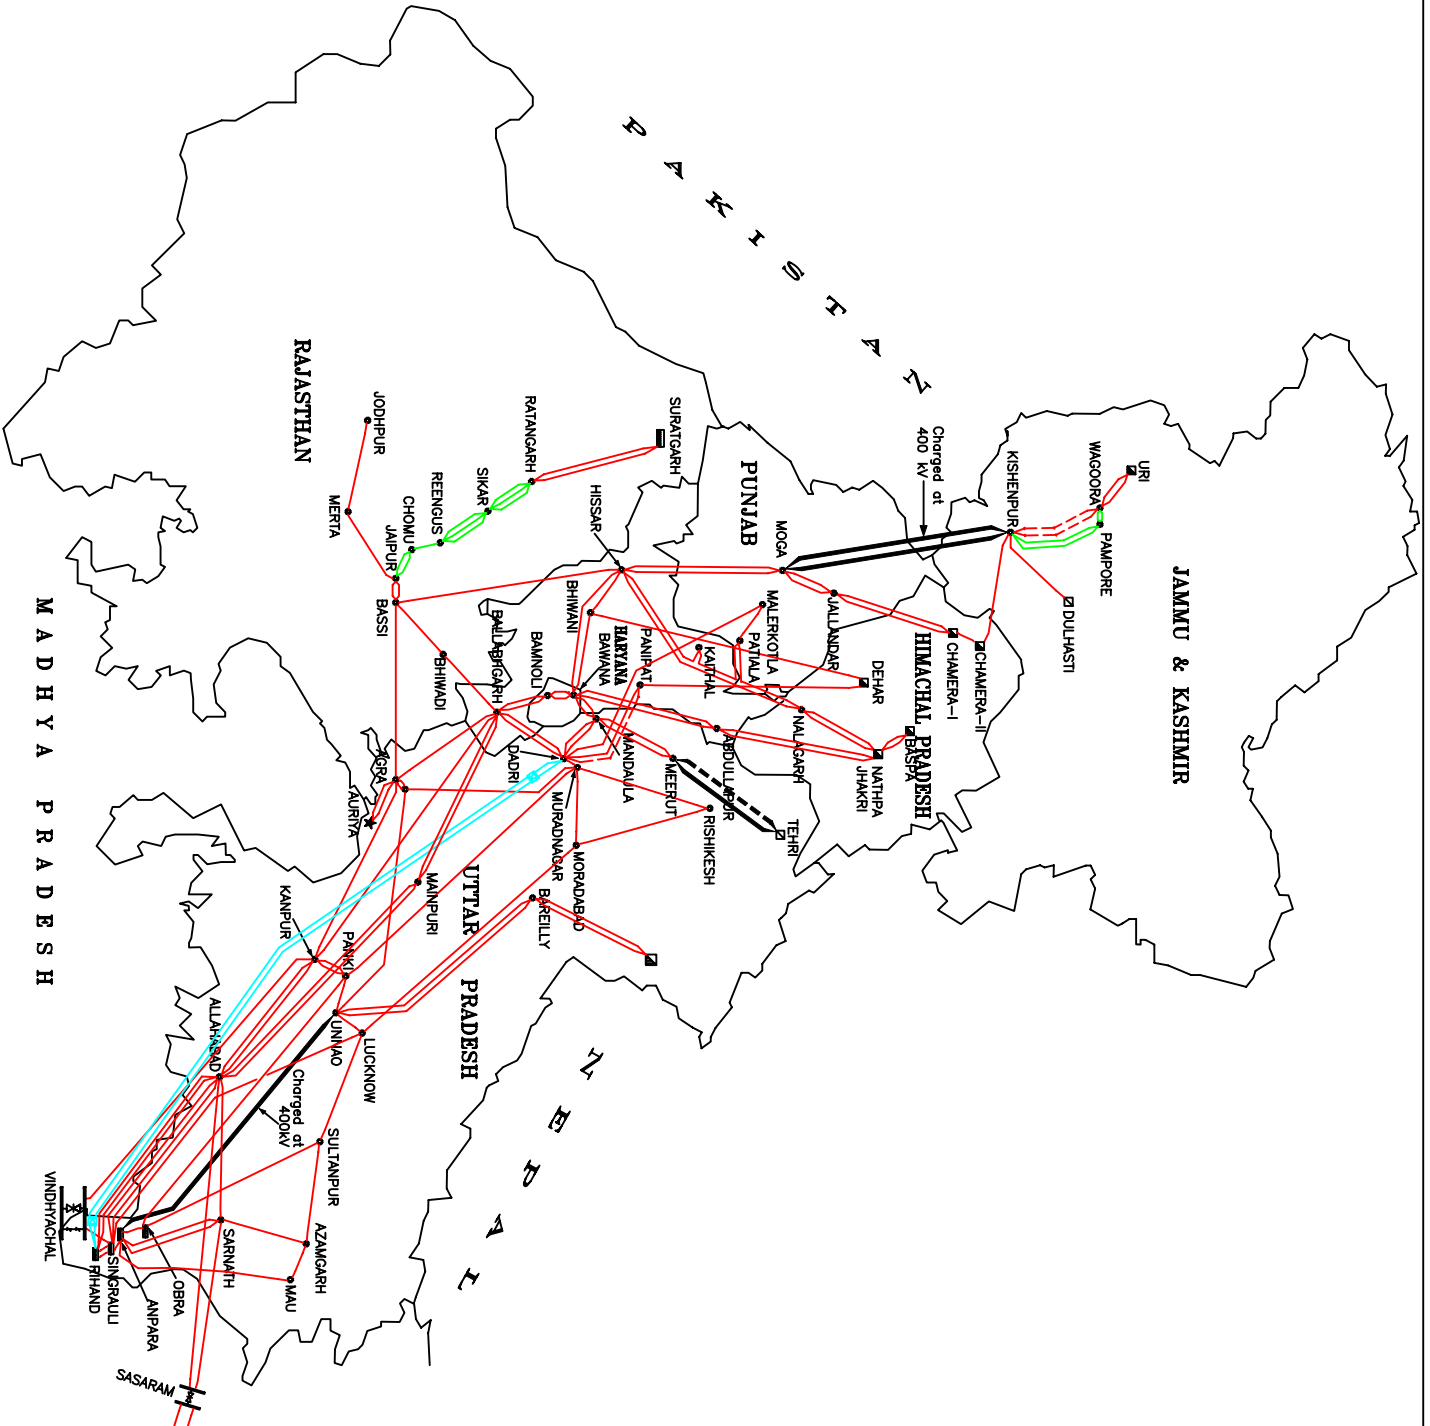 PAKISTAN
JAMMU & KASHMIR
URI
WAGOORA
PAMPORE
KISHENPUR
DULHASTI
Charged at
400 kV
CHAMERA-II
CHAMERA-I
HIMACHAL PRADESH
PUNJAB
MOGA
JALLANDAR
DEHAR
MALERKOTLA
PATIALA
KAITHAL
NALAGARH
BASPA
NATHPA
JHAKRI
ABDULLAPUR
TEHRI
SURATGARH
RATANGARH
SIKAR
REENGUS
CHOMU
JAIPUR
HISSAR
BHIWANI
HARYANA
BAWANA
PANIPAT
BAMNOLI
BALLABHGARH
BHIWADI
BASSI
RAJASTHAN
JODHPUR
MERTA
MANDAULA
MEERUT
RISHIKESH
DADRI
MURADNAGAR
MORADABAD
BAREILLY
AGRA
AURIYA
MAINPURI
UTTAR PRADESH
KANPUR
PANKI
UNNAO
LUCKNOW
ALLAHABAD
Charged at
400kV
SULTANPUR
AZAMGARH
MAU
SARNATH
OBRA
ANPARA
SINGRAULI
RIHAND
VINDHYACHAL
SASARAM
NEPAL
MADHYA PRADESH